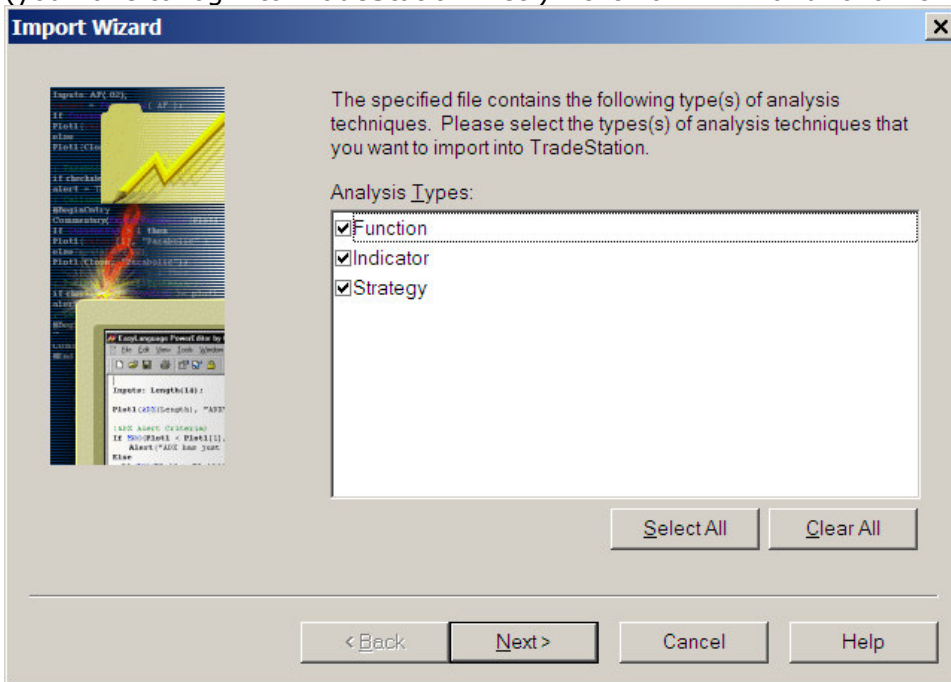 Import Wizard
The specified file contains the following type(s) of analysis
techniques. Please select the types(s) of analysis techniques that
you want to import into TradeStation.
Analysis Types:
Function
Indicator
Strategy
Select All
Clear All
< Back
Next >
Cancel
Help
Inputs: Length(14);
Else